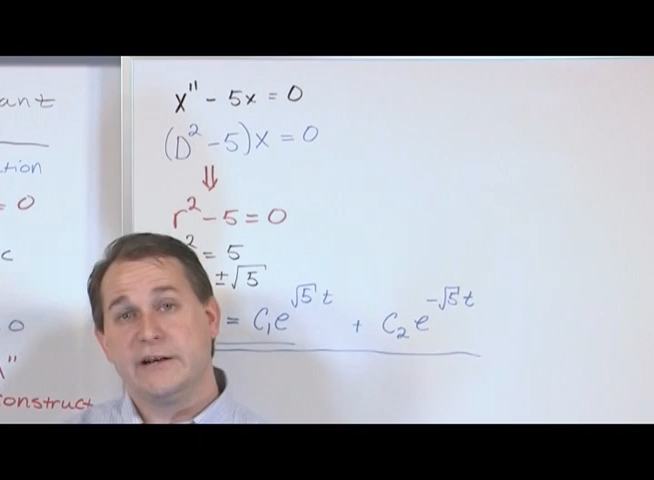 ant
tion
= 0
c
0
"
onstruct
x'' - 5x = 0
(D² - 5)x = 0
⇓
r² - 5 = 0
² = 5
±√5
= C₁e^{√5 t} + C₂e^{-√5 t}